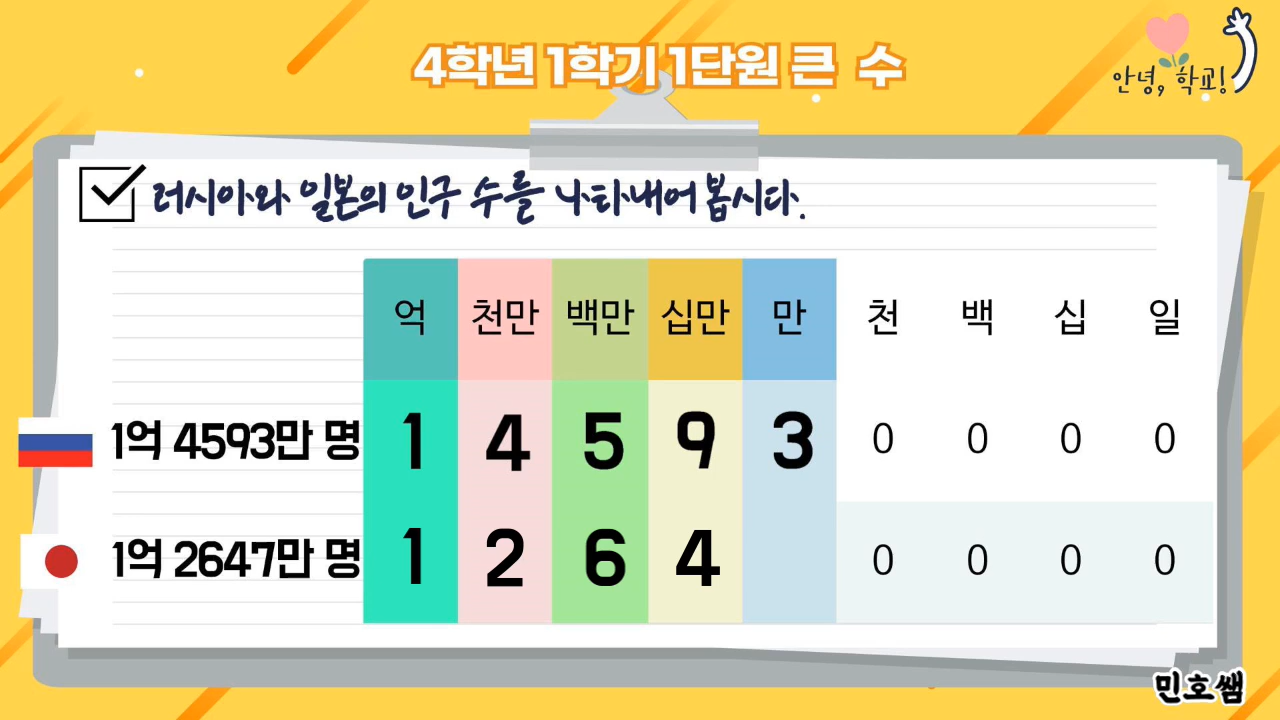 4학년 1학기 1단원 큰 수
안녕, 학교!
러시아와 일본의 인구 수를 나타내어 봅시다.
억 천만 백만 십만 만 천 백 십 일
1억 4593만 명 1 4 5 9 3 0 0 0 0
1억 2647만 명 1 2 6 4 0 0 0 0
민호쌤